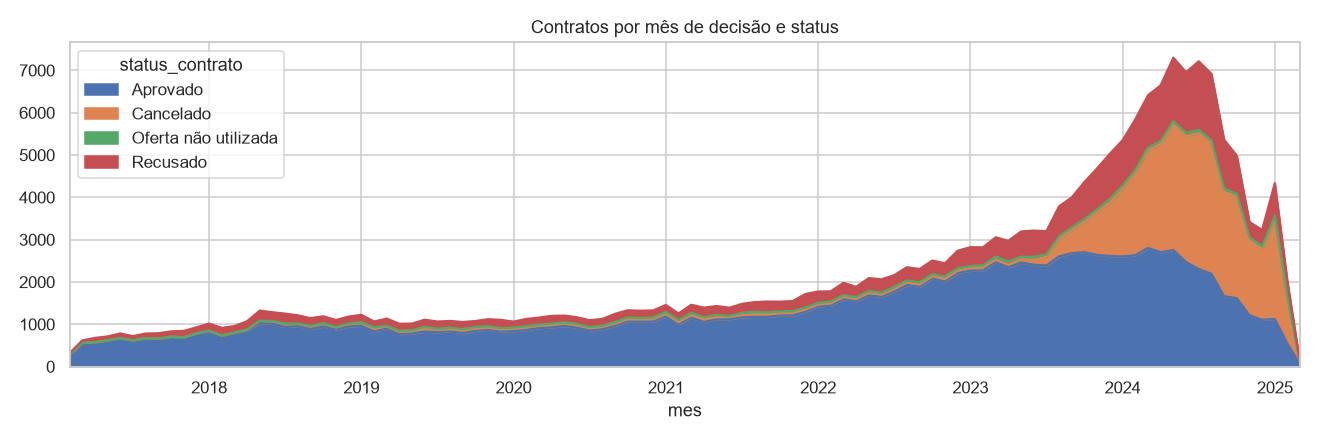 Contratos por mês de decisão e status
status_contrato
Aprovado
Cancelado
Oferta não utilizada
Recusado
7000
6000
5000
4000
3000
2000
1000
0
2018 2019 2020 2021 2022 2023 2024 2025
mes